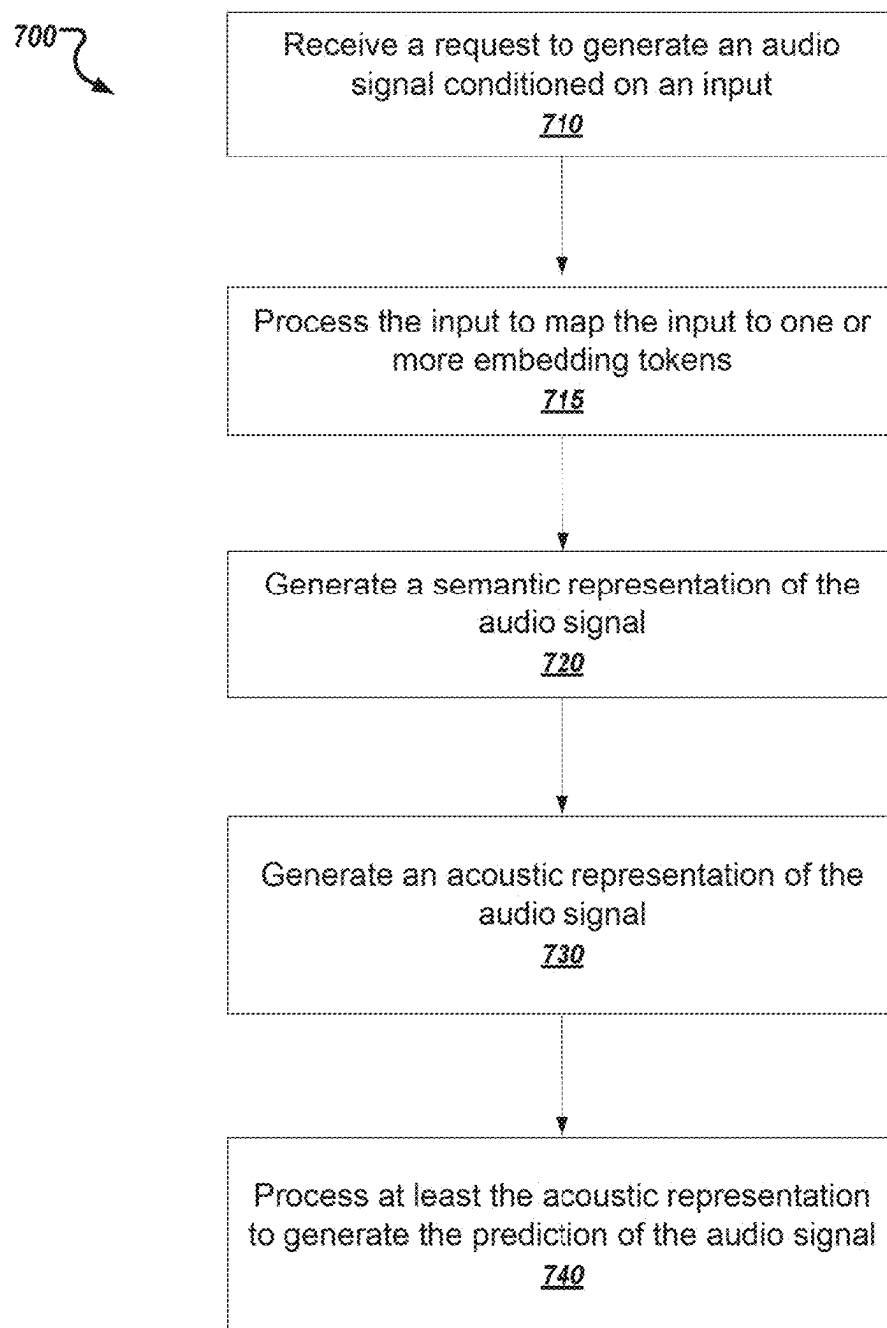 700
Receive a request to generate an audio
signal conditioned on an input
710
Process the input to map the input to one or
more embedding tokens
715
Generate a semantic representation of the
audio signal
720
Generate an acoustic representation of the
audio signal
730
Process at least the acoustic representation
to generate the prediction of the audio signal
740